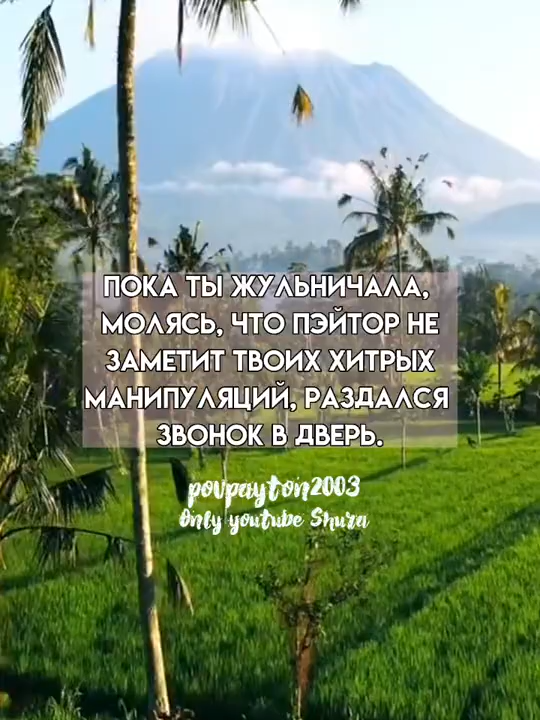 ПОКА ТЫ ЖУЛЬНИЧАЛА,
МОЛЯСЬ, ЧТО ПЭЙТОР НЕ
ЗАМЕТИТ ТВОИХ ХИТРЫХ
МАНИПУЛЯЦИЙ, РАЗДАЛСЯ
ЗВОНОК В ДВЕРЬ.
povpayton2003
Only youtube Shura